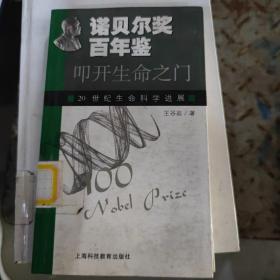 诺贝尔奖
百年鉴
叩开生命之门
20世纪生命科学进展
王谷岩/著
100
Nobel Prize
上海科技教育出版社